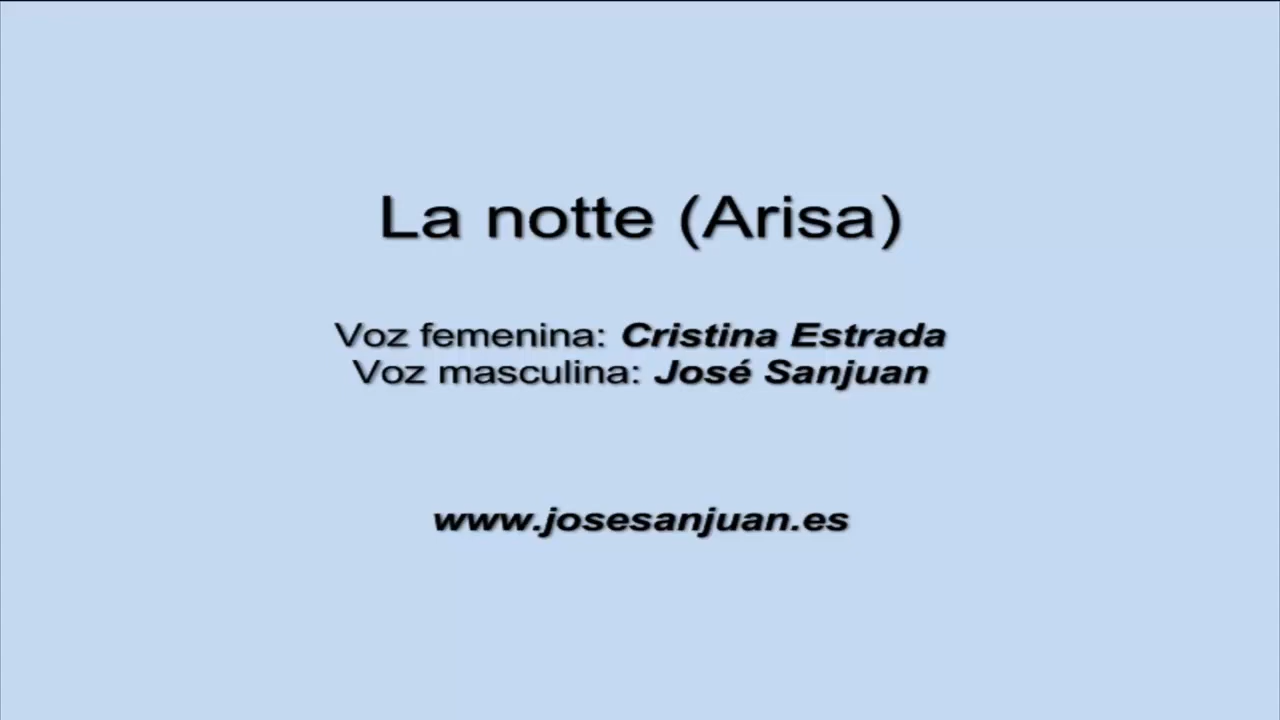 La notte (Arisa)
Voz femenina: Cristina Estrada
Voz masculina: José Sanjuan
www.josesanjuan.es